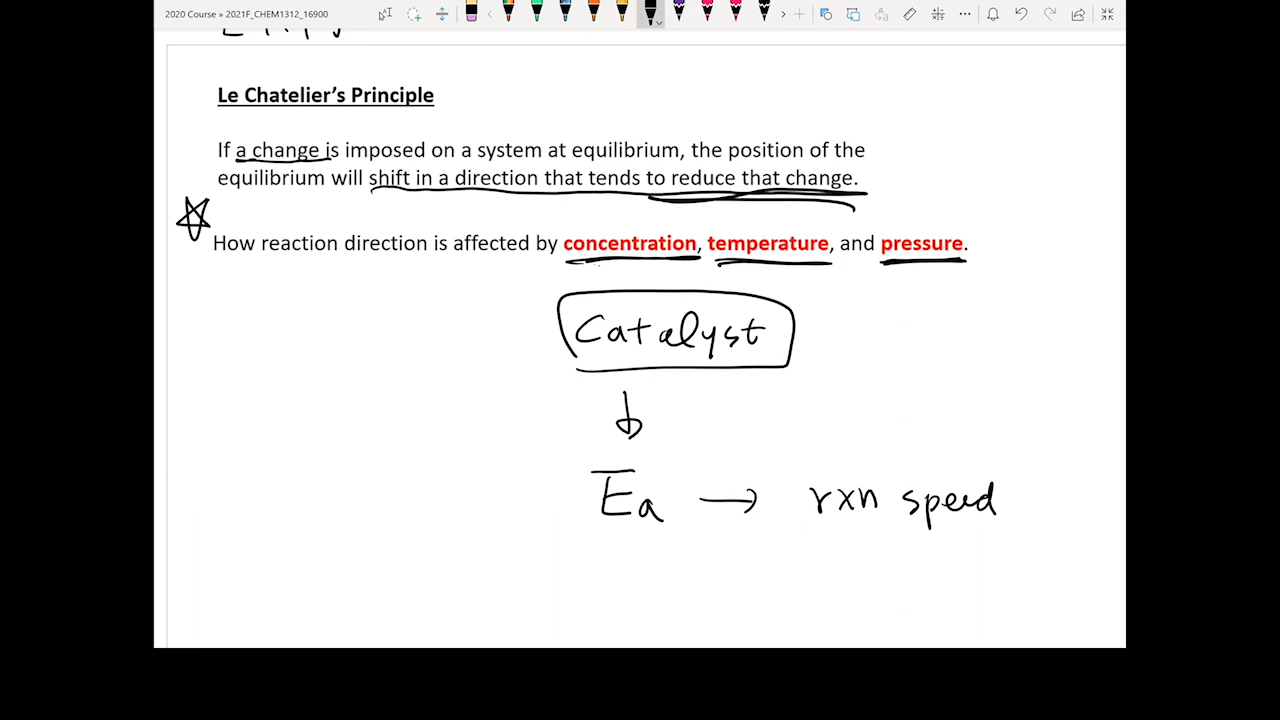 2020 Course » 2021F_CHEM1312_16900
Le Chatelier's Principle
If a change is imposed on a system at equilibrium, the position of the
equilibrium will shift in a direction that tends to reduce that change.
How reaction direction is affected by concentration, temperature, and pressure.
Catalyst
Ea → rxn speed